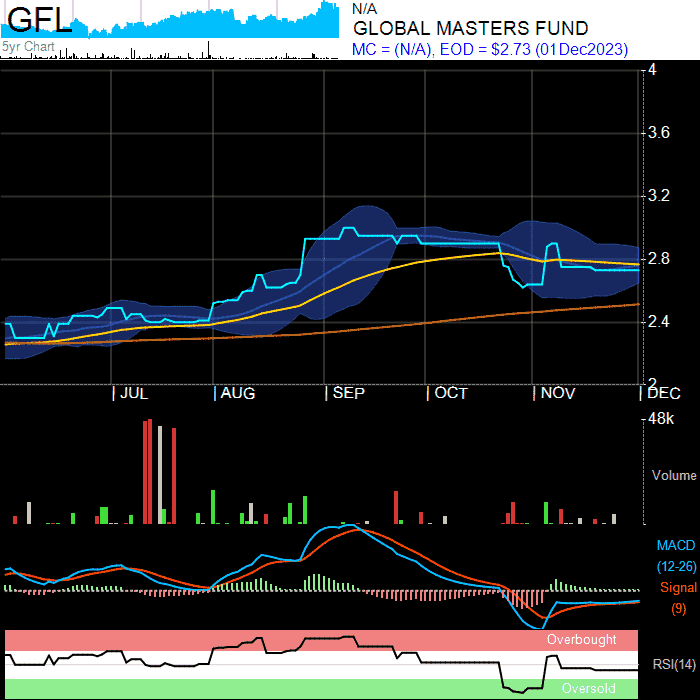 GFL
5yr Chart
N/A
GLOBAL MASTERS FUND
MC = (N/A), EOD = $2.73 (01Dec2023)
4
3.6
3.2
2.8
2.4
2
JUL AUG SEP OCT NOV DEC
48k
Volume
MACD
(12-26)
Signal
(9)
Overbought
RSI(14)
Oversold